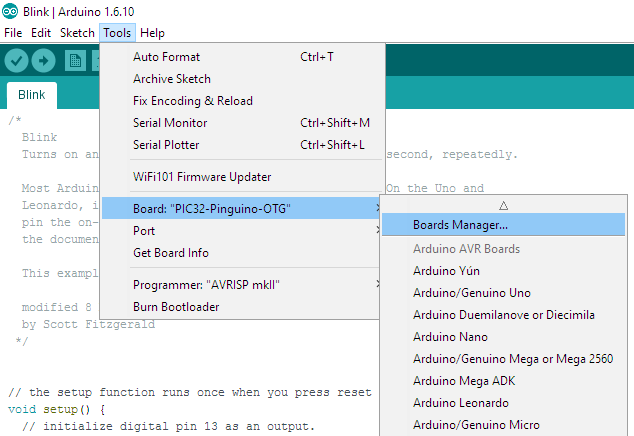 Blink | Arduino 1.6.10
File Edit Sketch Tools Help
Blink
Auto Format Ctrl+T
Archive Sketch
Fix Encoding & Reload
Serial Monitor Ctrl+Shift+M
Serial Plotter Ctrl+Shift+L
WiFi101 Firmware Updater
Board: "PIC32-Pinguino-OTG"
Port
Get Board Info
Programmer: "AVRISP mkII"
Burn Bootloader
Boards Manager...
Arduino AVR Boards
Arduino Yún
Arduino/Genuino Uno
Arduino Duemilanove or Diecimila
Arduino Nano
Arduino/Genuino Mega or Mega 2560
Arduino Mega ADK
Arduino Leonardo
Arduino/Genuino Micro
/*
Blink
Turns on an second, repeatedly.
Most Arduin On the Uno and
Leonardo, i
pin the on-
the documen
This exampl
modified 8
by Scott Fitzgerald
*/
// the setup function runs once when you press reset
void setup() {
// initialize digital pin 13 as an output.